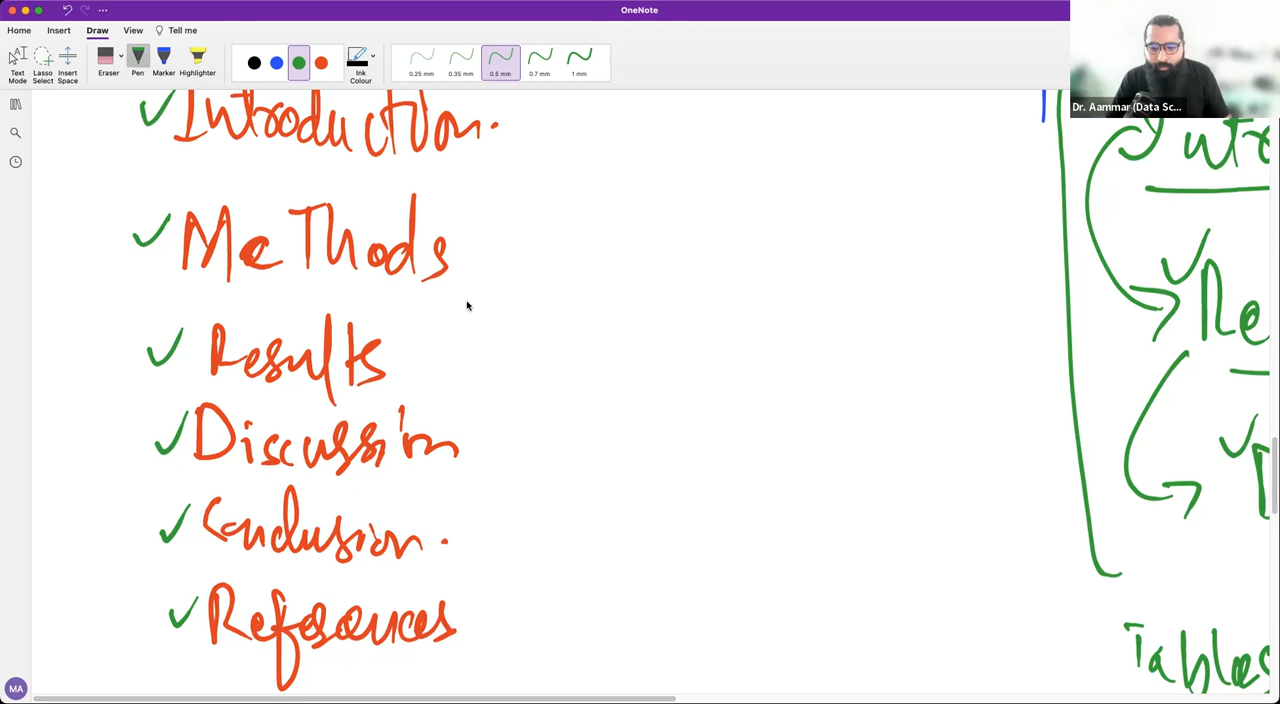 OneNote
Home Insert Draw View Tell me
Text Mode Lasso Select Insert Space Eraser Pen Marker Highlighter Ink Colour 0.25 mm 0.35 mm 0.5 mm 0.7 mm 1 mm
Dr. Aammar (Data Sc...
✓ Introduction.
✓ Methods
✓ Results
✓ Discussion
✓ Conclusion.
✓ References
Intr
✓ Re
✓
Tables
MA